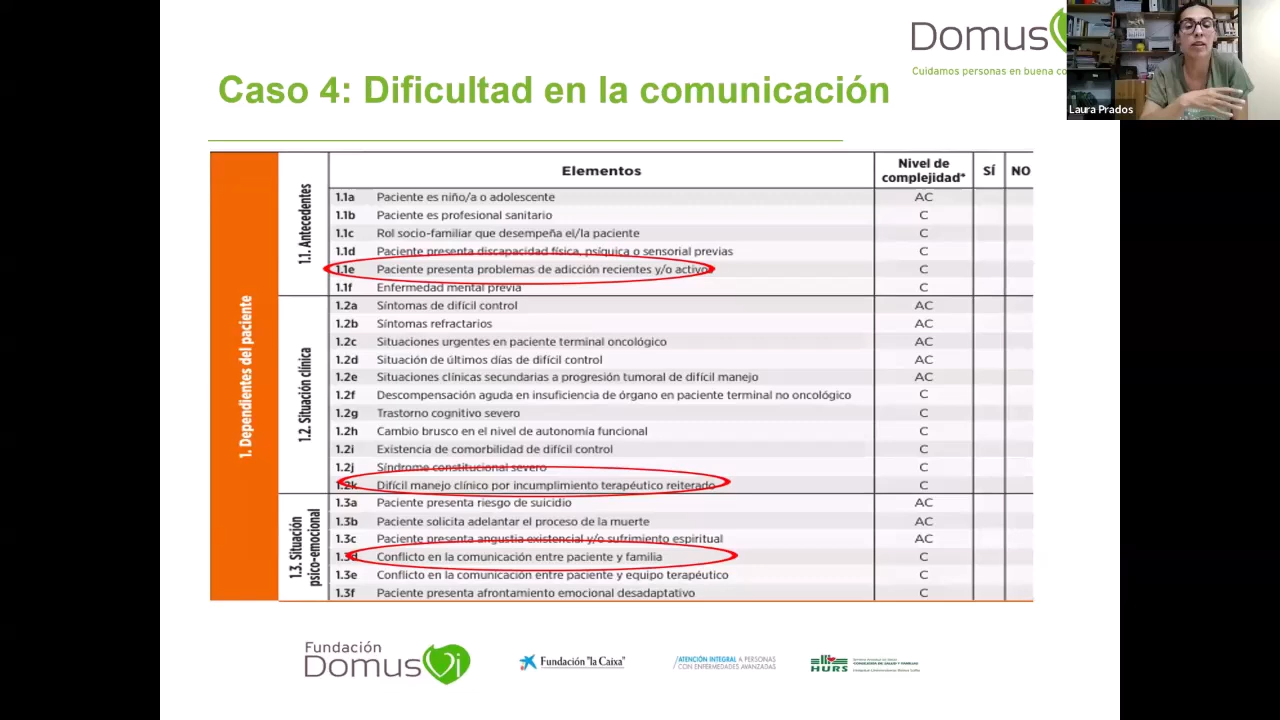 Domus
Cuidamos personas en buena co
Laura Prados
Caso 4: Dificultad en la comunicación
Elementos
Nivel de
complejidad*
SÍ
NO
1. Dependientes del paciente
1.1. Antecedentes
1.1a Paciente es niño/a o adolescente AC
1.1b Paciente es profesional sanitario C
1.1c Rol socio-familiar que desempeña el/la paciente C
1.1d Paciente presenta discapacidad física, psíquica o sensorial previas C
1.1e Paciente presenta problemas de adicción recientes y/o activo C
1.1f Enfermedad mental previa C
1.2. Situación clínica
1.2a Síntomas de difícil control AC
1.2b Síntomas refractarios AC
1.2c Situaciones urgentes en paciente terminal oncológico AC
1.2d Situación de últimos días de difícil control AC
1.2e Situaciones clínicas secundarias a progresión tumoral de difícil manejo AC
1.2f Descompensación aguda en insuficiencia de órgano en paciente terminal no oncológico C
1.2g Trastorno cognitivo severo C
1.2h Cambio brusco en el nivel de autonomía funcional C
1.2i Existencia de comorbilidad de difícil control C
1.2j Síndrome constitucional severo C
1.2k Difícil manejo clínico por incumplimiento terapéutico reiterado C
1.3. Situación
psico-emocional
1.3a Paciente presenta riesgo de suicidio AC
1.3b Paciente solicita adelantar el proceso de la muerte AC
1.3c Paciente presenta angustia existencial y/o sufrimiento espiritual AC
1.3d Conflicto en la comunicación entre paciente y familia C
1.3e Conflicto en la comunicación entre paciente y equipo terapéutico C
1.3f Paciente presenta afrontamiento emocional desadaptativo C
Fundación
DomusVi
Fundación "la Caixa"
ATENCIÓN INTEGRAL A PERSONAS
CON ENFERMEDADES AVANZADAS
HURS
CONSEJERÍA DE SALUD Y FAMILIAS